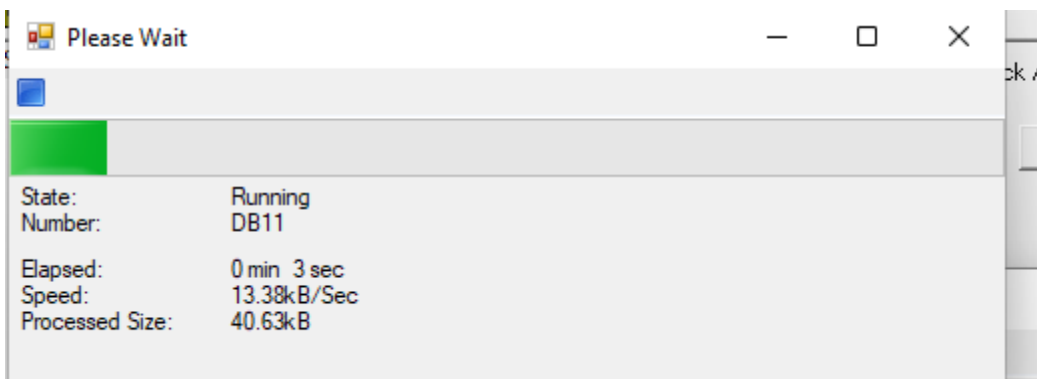 Please Wait
State: Running
Number: DB11
Elapsed: 0 min 3 sec
Speed: 13.38kB/Sec
Processed Size: 40.63kB